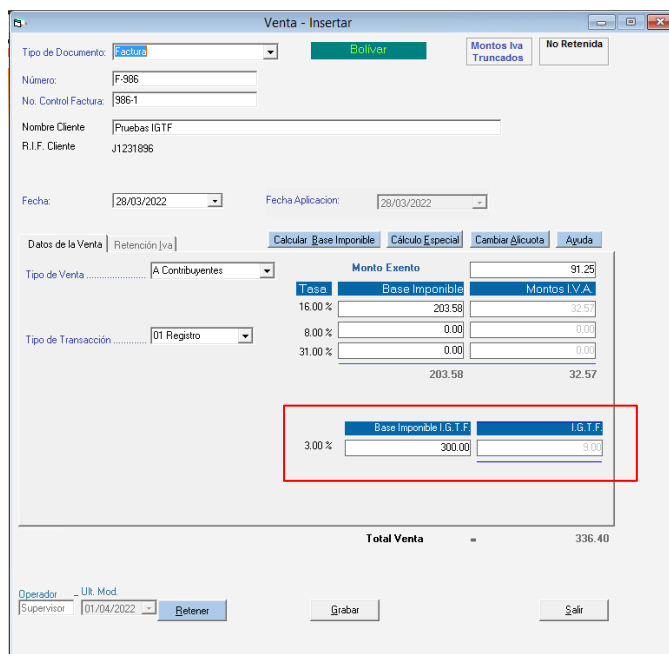 Venta - Insertar
Tipo de Documento: Factura
Bolívar
Montos Iva
Truncados
No Retenida
Número: F-986
No. Control Factura: 986-1
Nombre Cliente Pruebas IGTF
R.I.F. Cliente J1231896
Fecha: 28/03/2022
Fecha Aplicacion: 28/03/2022
Datos de la Venta Retención Iva
Calcular Base Imponible Cálculo Especial Cambiar Alicuota Ayuda
Tipo de Venta ...................... A Contribuyentes
Monto Exento 91.25
Tasa Base Imponible Montos I.V.A.
16.00 % 203.58 32.57
8.00 % 0.00 0.00
Tipo de Transacción ............ 01 Registro
31.00 % 0.00 0.00
203.58 32.57
Base Imponible I.G.T.F. I.G.T.F.
3.00 % 300.00 9.00
Total Venta = 336.40
Operador Ult. Mod.
Supervisor 01/04/2022 Retener Grabar Salir